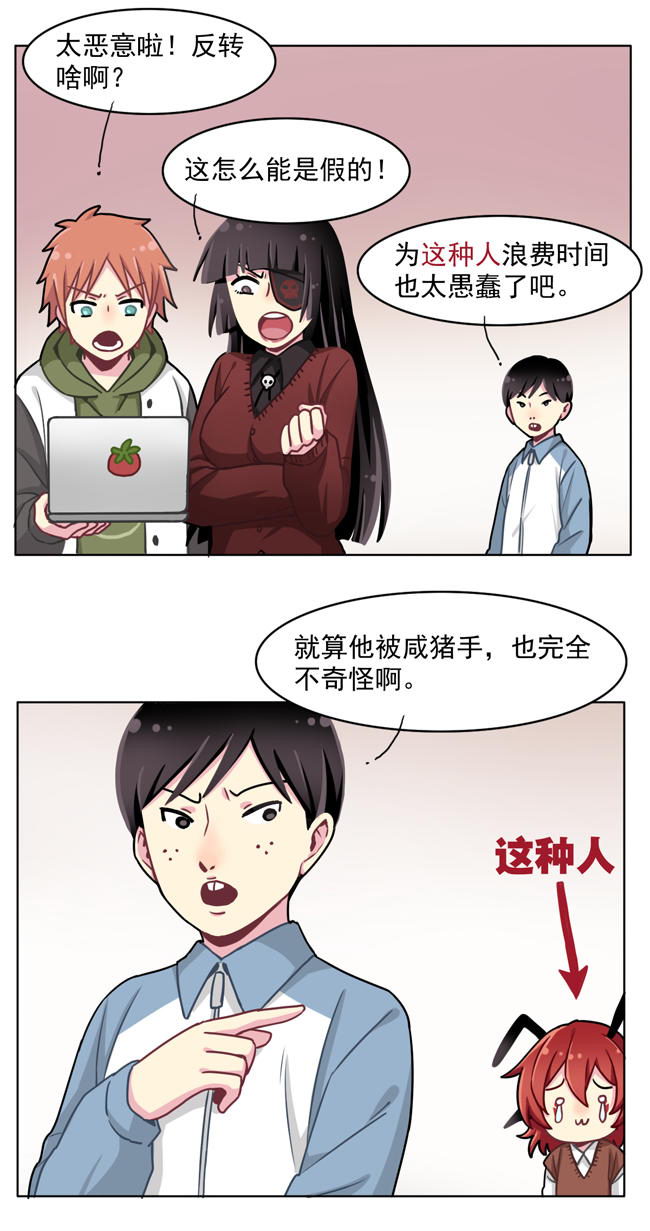 太恶意啦！反转
啥啊？
这怎么能是假的！
为这种人浪费时间
也太愚蠢了吧。
就算他被咸猪手，也完全
不奇怪啊。
这种人